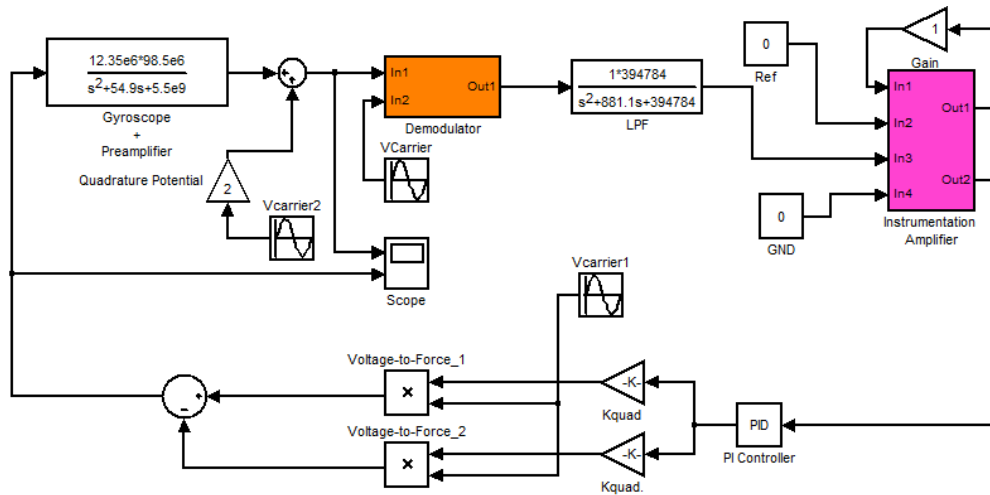 12.35e6*98.5e6
s²+54.9s+5.5e9
Gyroscope
+
Preamplifier
Quadrature Potential
2
Vcarrier2
+
+
In1
In2
Out1
Demodulator
VCarrier
Scope
1*394784
s²+881.1s+394784
LPF
0
Ref
0
GND
1
Gain
In1
In2
In3
In4
Out1
Out2
Instrumentation
Amplifier
Vcarrier1
Voltage-to-Force_1
×
Voltage-to-Force_2
×
+
−
-K-
Kquad
-K-
Kquad.
PID
PI Controller